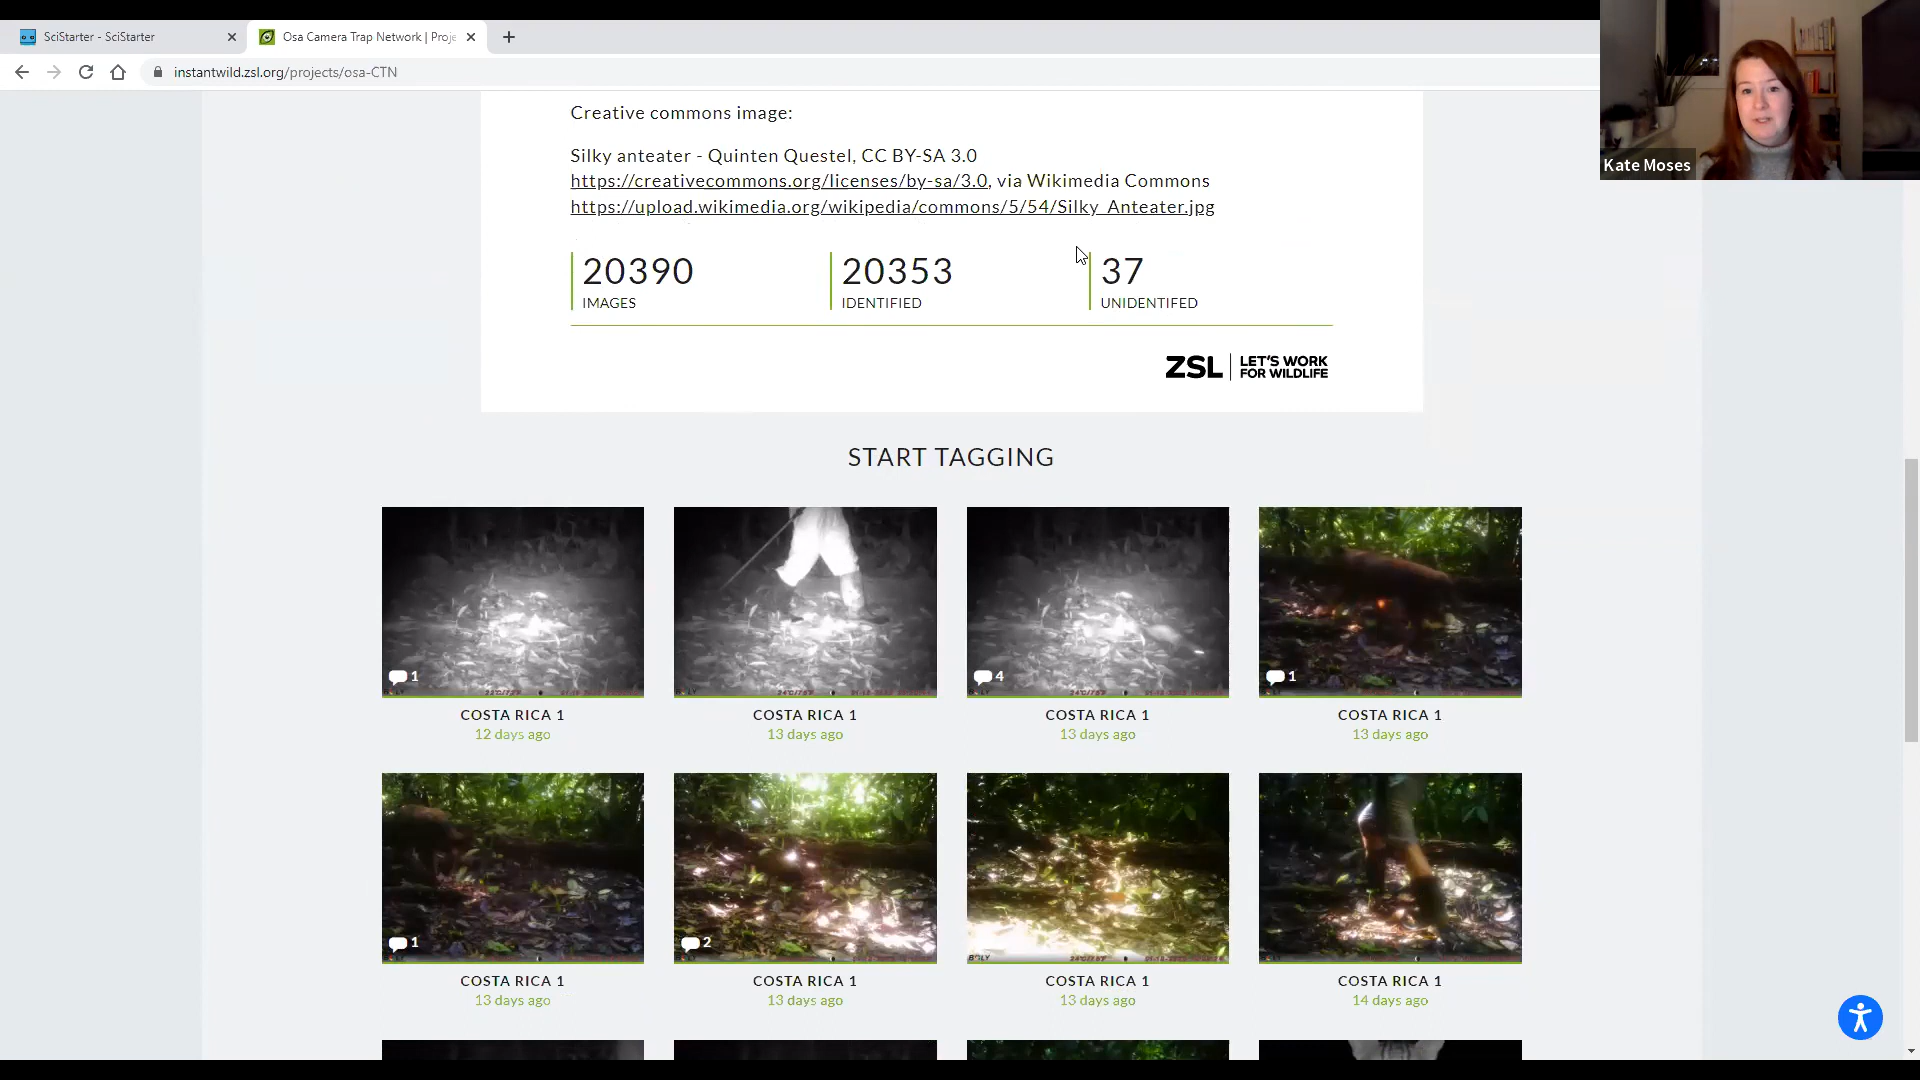 SciStarter - SciStarter
Osa Camera Trap Network | Proje
instantwild.zsl.org/projects/osa-CTN
Kate Moses
Creative commons image:
Silky anteater - Quinten Questel, CC BY-SA 3.0
https://creativecommons.org/licenses/by-sa/3.0, via Wikimedia Commons
https://upload.wikimedia.org/wikipedia/commons/5/54/Silky_Anteater.jpg
20390 20353 37
IMAGES IDENTIFIED UNIDENTIFED
ZSL LET'S WORK
FOR WILDLIFE
START TAGGING
1 4 1
COSTA RICA 1 COSTA RICA 1 COSTA RICA 1 COSTA RICA 1
12 days ago 13 days ago 13 days ago 13 days ago
1 2
BOLY
COSTA RICA 1 COSTA RICA 1 COSTA RICA 1 COSTA RICA 1
13 days ago 13 days ago 13 days ago 14 days ago